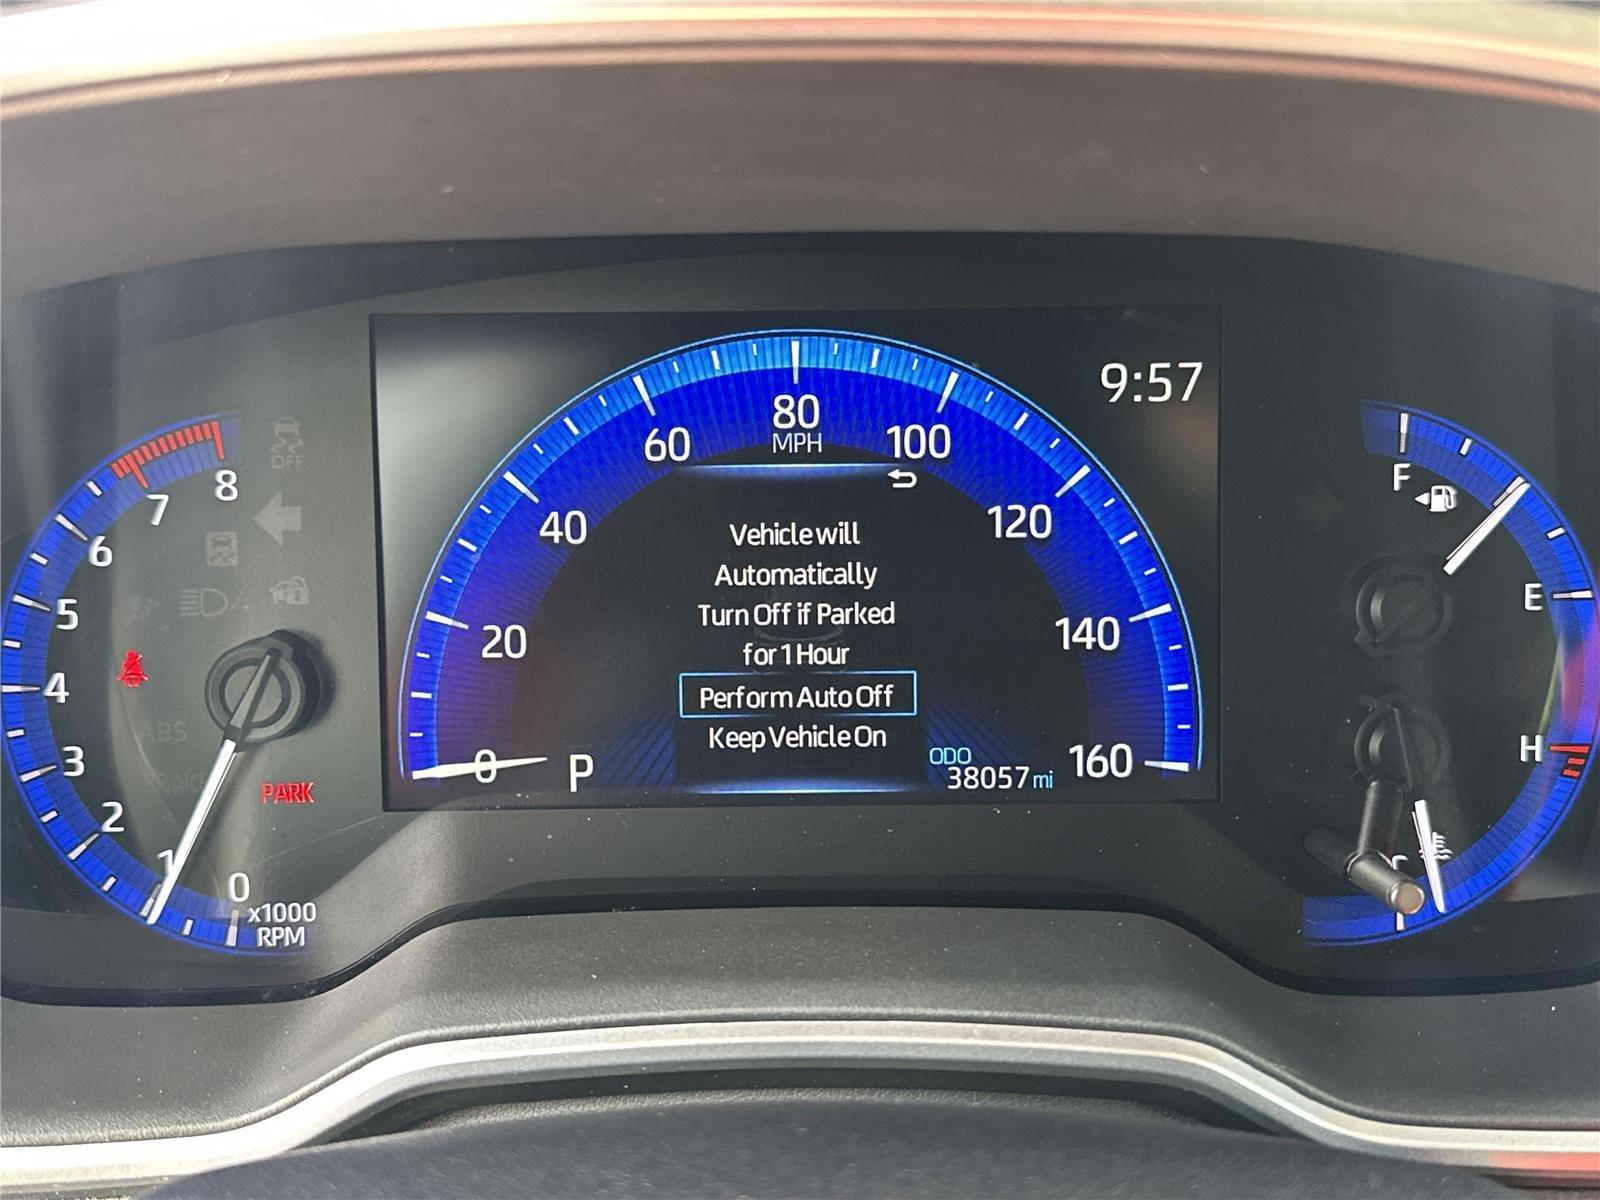 9:57
80
MPH
60
100
40
120
20
140
0
160
Vehicle will
Automatically
Turn Off if Parked
for 1 Hour
Perform Auto Off
Keep Vehicle On
P
ODO
38057 mi
8
7
6
5
4
3
2
1
0
x1000
RPM
OFF
ABS
BRAKE
PARK
F
E
H
C